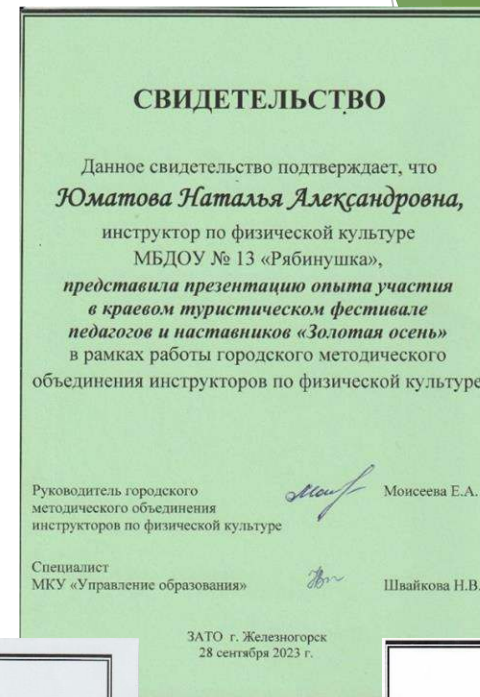 СВИДЕТЕЛЬСТВО
Данное свидетельство подтверждает, что
Юматова Наталья Александровна,
инструктор по физической культуре
МБДОУ № 13 «Рябинушка»,
представила презентацию опыта участия
в краевом туристическом фестивале
педагогов и наставников «Золотая осень»
в рамках работы городского методического
объединения инструкторов по физической культуре
Руководитель городского
методического объединения
инструкторов по физической культуре
Моисеева Е.А.
Специалист
МКУ «Управление образования»
Швайкова Н.В.
ЗАТО г. Железногорск
28 сентября 2023 г.